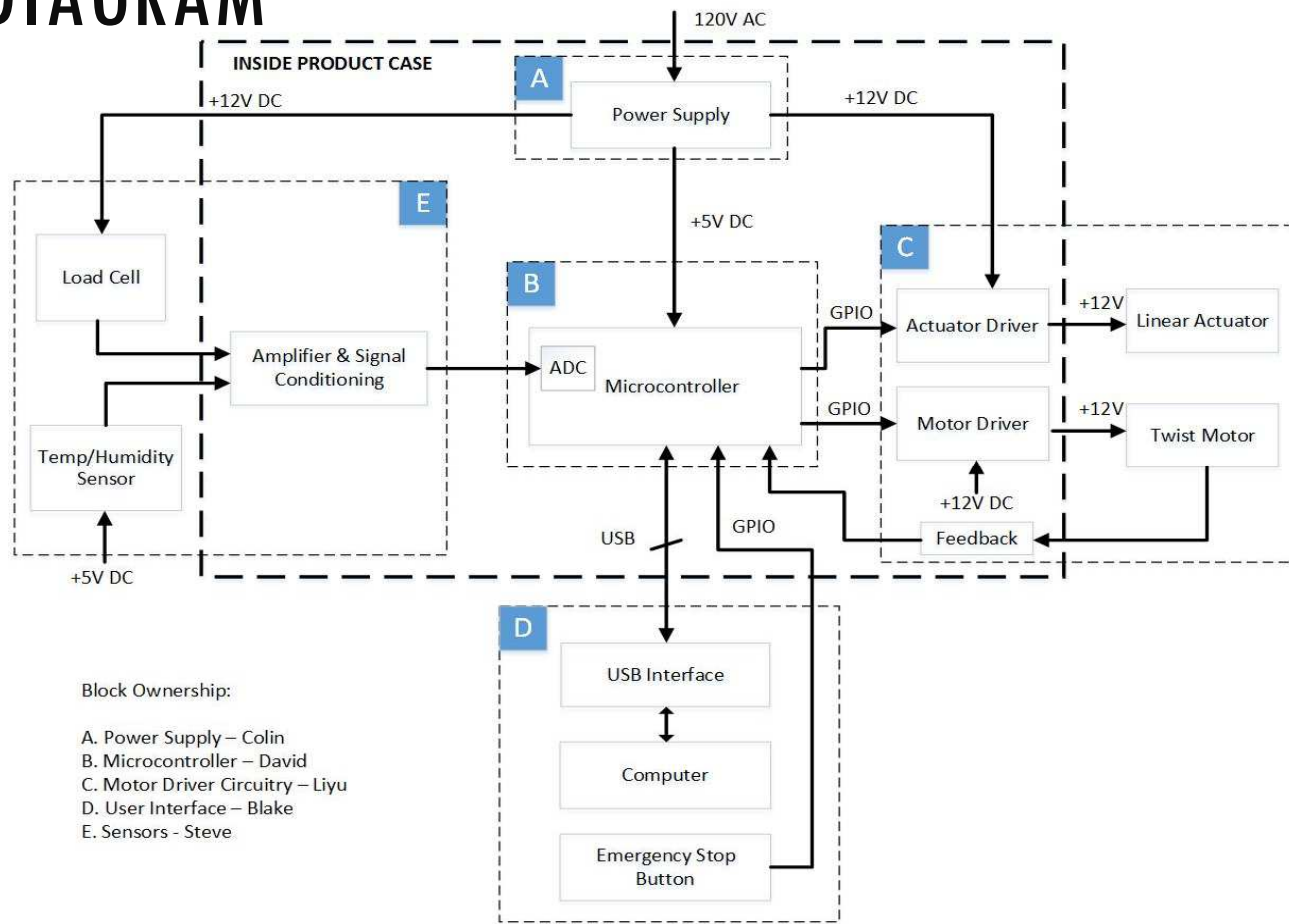 DIAGRAM
120V AC
INSIDE PRODUCT CASE
A
+12V DC
Power Supply
+12V DC
E
+5V DC
Load Cell
B
C
GPIO
Actuator Driver
+12V
Linear Actuator
Amplifier & Signal
Conditioning
ADC
Microcontroller
GPIO
Motor Driver
+12V
Twist Motor
Temp/Humidity
Sensor
+12V DC
USB
GPIO
Feedback
+5V DC
D
USB Interface
Computer
Emergency Stop
Button
Block Ownership:
A. Power Supply – Colin
B. Microcontroller – David
C. Motor Driver Circuitry – Liyu
D. User Interface – Blake
E. Sensors - Steve